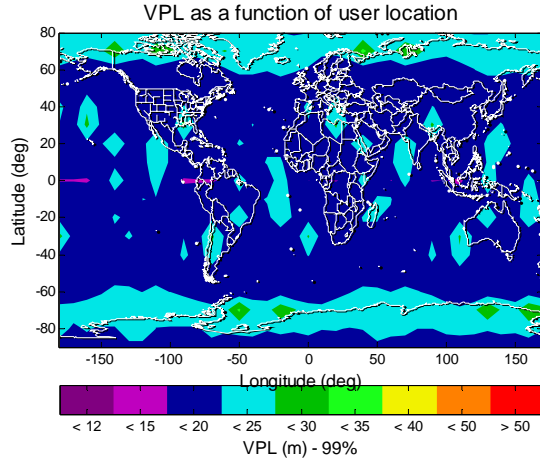 VPL as a function of user location
80
60
40
20
0
-20
-40
-60
-80
Latitude (deg)
-150 -100 -50 0 50 100 150
Longitude (deg)
< 12 < 15 < 20 < 25 < 30 < 35 < 40 < 50 > 50
VPL (m) - 99%